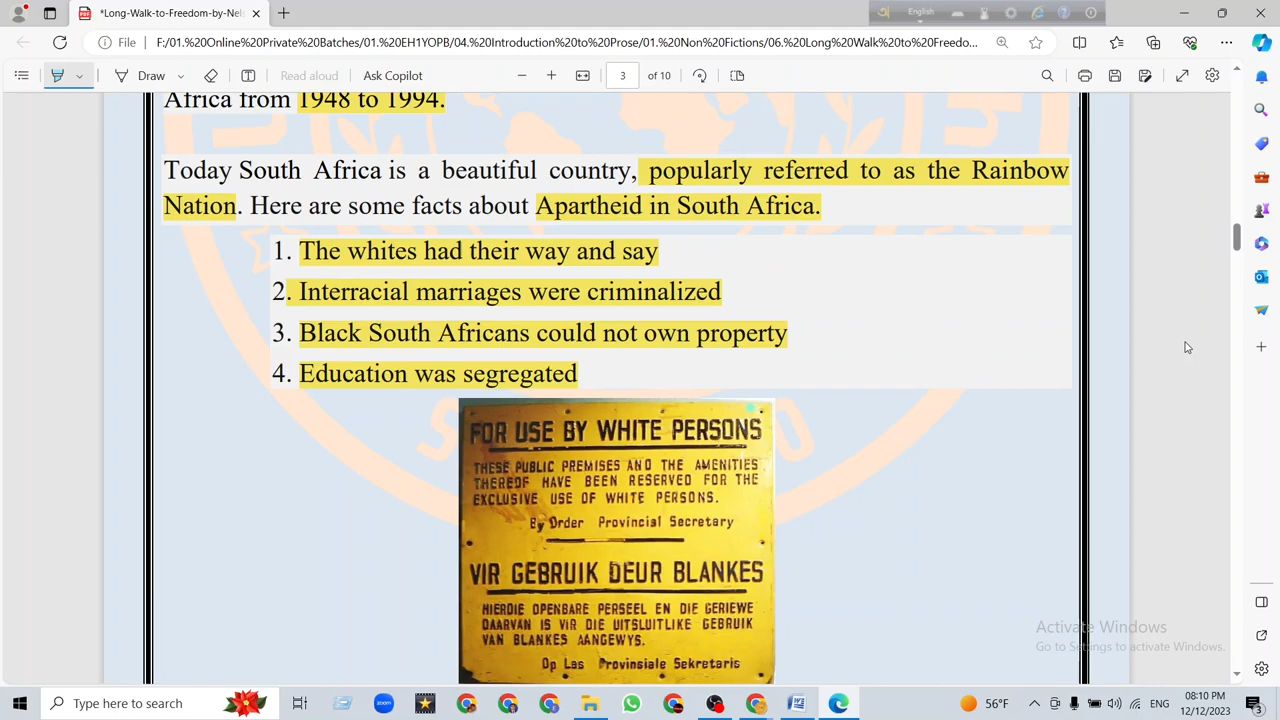 *Long-Walk-to-Freedom-by-Nel
English
File
F:/01.%20Online%20Private%20Batches/01.%20EH1YOPB/04.%20Introduction%20to%20Prose/01.%20Non%20Fictions/06.%20Long%20Walk%20to%20Freedo...
Draw
Read aloud
Ask Copilot
3
of 10
Africa from 1948 to 1994.
Today South Africa is a beautiful country, popularly referred to as the Rainbow
Nation. Here are some facts about Apartheid in South Africa.
1. The whites had their way and say
2. Interracial marriages were criminalized
3. Black South Africans could not own property
4. Education was segregated
FOR USE BY WHITE PERSONS
THESE PUBLIC PREMISES AND THE AMENITIES
THEREOF HAVE BEEN RESERVED FOR THE
EXCLUSIVE USE OF WHITE PERSONS.
By Order Provincial Secretary
VIR GEBRUIK DEUR BLANKES
HIERDIE OPENBARE PERSEEL EN DIE GERIEWE
DAARVAN IS VIR DIE UITSLUITLIKE GEBRUIK
VAN BLANKES AANGEWYS.
Op Las Provinsiale Sekretaris
Activate Windows
Go to Settings to activate Windows.
Type here to search
zoom
56°F
ENG
08:10 PM
12/12/2023
3